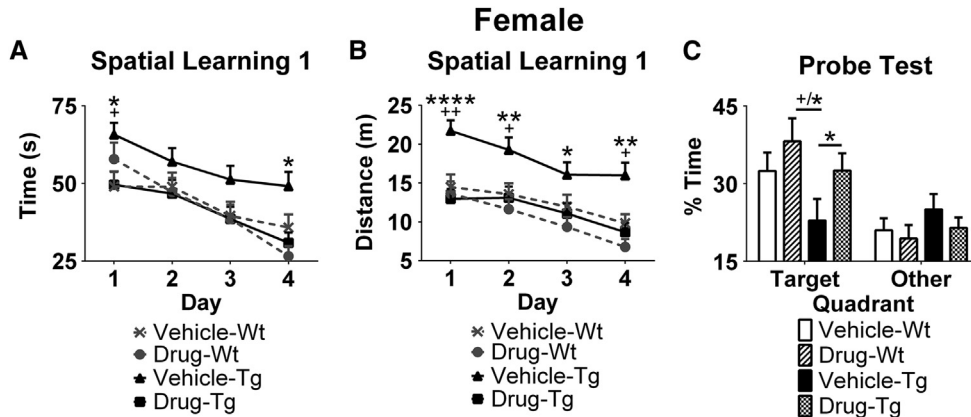 Female
A
Spatial Learning 1
75
50
25
Time (s)
*
+
*
1 2 3 4
Day
Vehicle-Wt
Drug-Wt
Vehicle-Tg
Drug-Tg
B
Spatial Learning 1
25
20
15
10
5
Distance (m)
****
++
**
+
*
**
+
1 2 3 4
Day
Vehicle-Wt
Drug-Wt
Vehicle-Tg
Drug-Tg
C
Probe Test
45
30
15
% Time
+/*
*
Target Other
Quadrant
Vehicle-Wt
Drug-Wt
Vehicle-Tg
Drug-Tg